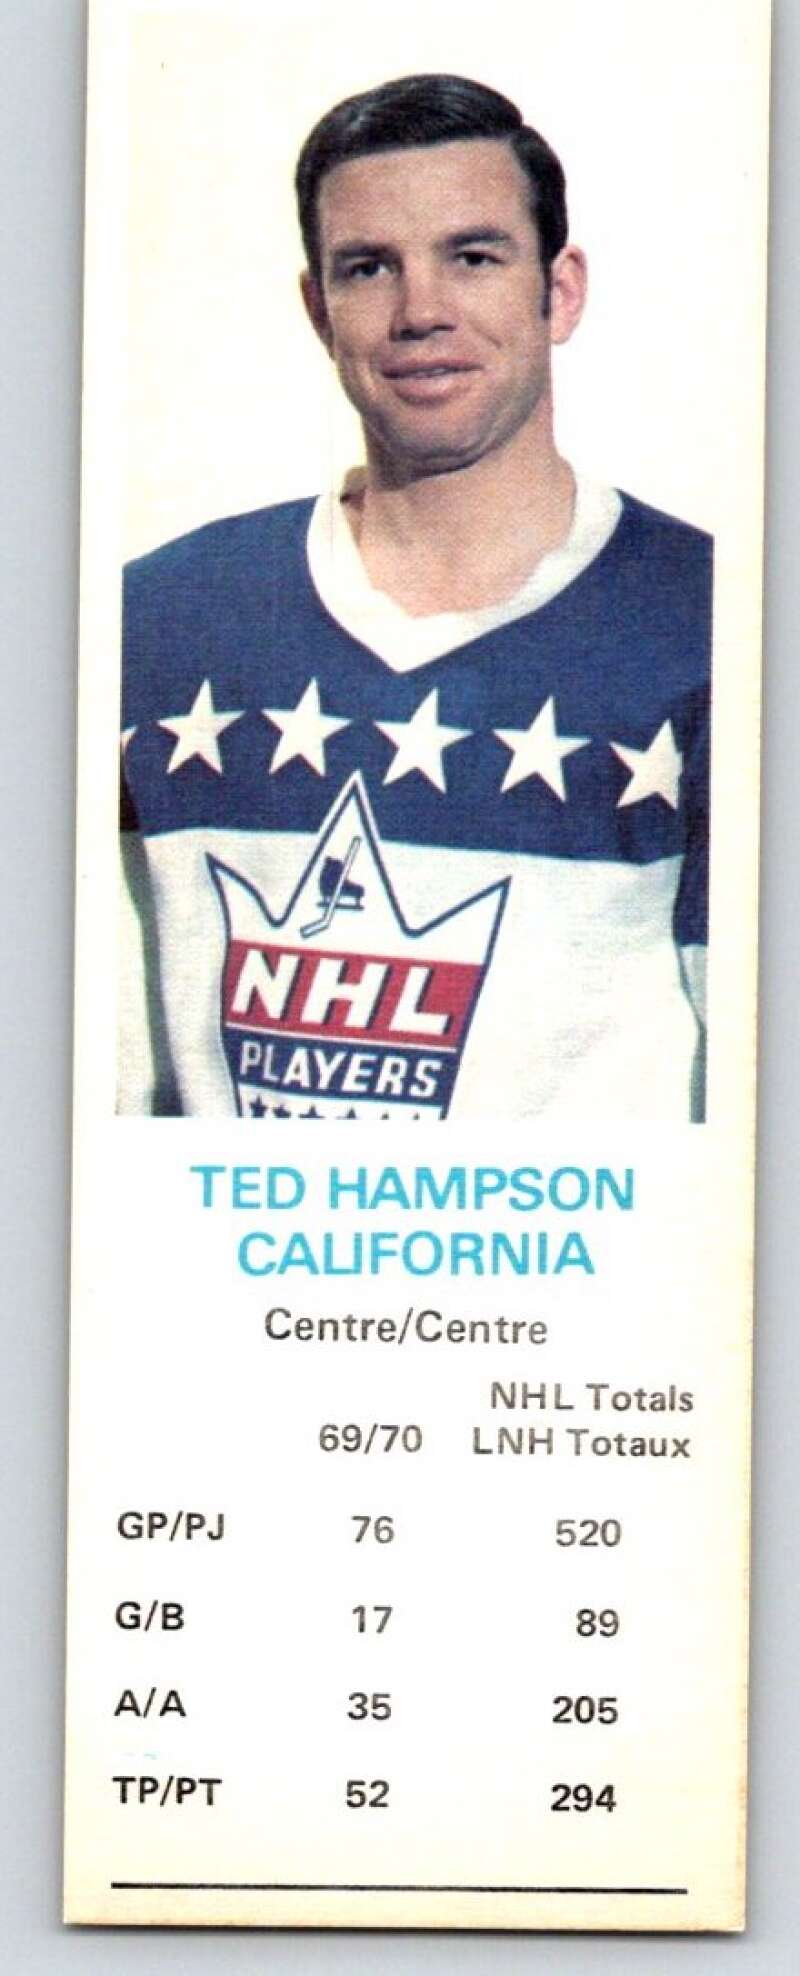 NHL
PLAYERS
TED HAMPSON
CALIFORNIA
Centre/Centre
NHL Totals
69/70 LNH Totaux
GP/PJ 76 520
G/B 17 89
A/A 35 205
TP/PT 52 294